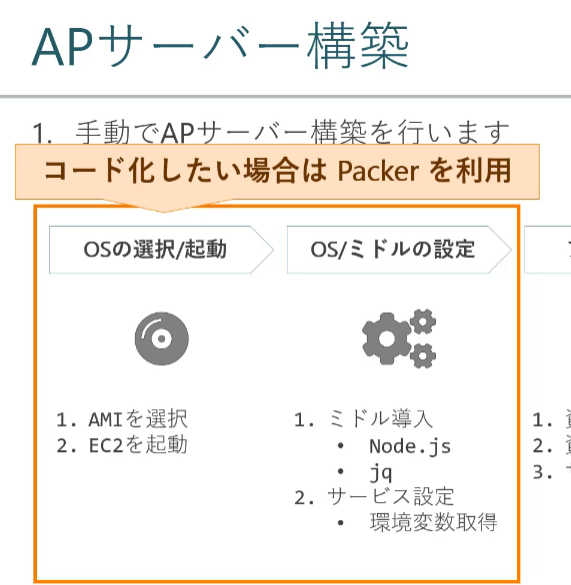 APサーバー構築
1. 手動でAPサーバー構築を行います
コード化したい場合は Packer を利用
OSの選択/起動
OS/ミドルの設定
1. AMIを選択
2. EC2を起動
1. ミドル導入
• Node.js
• jq
2. サービス設定
• 環境変数取得
1.
2.
3.